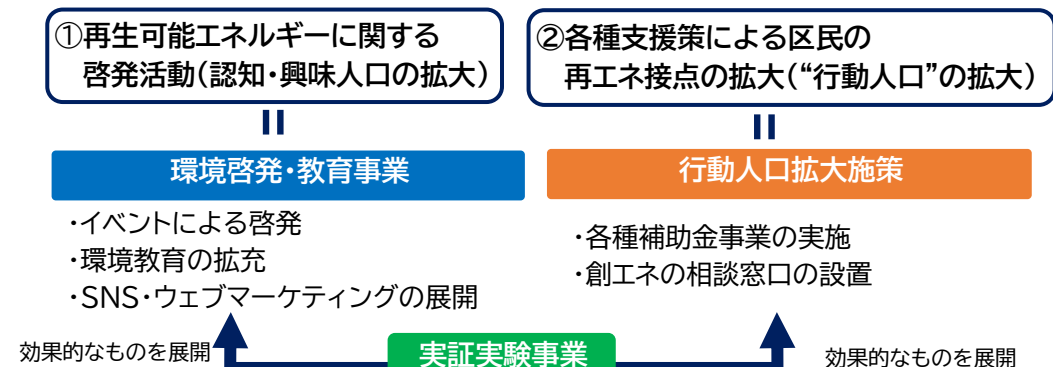 ①再生可能エネルギーに関する
啓発活動(認知・興味人口の拡大)
②各種支援策による区民の
再エネ接点の拡大(“行動人口”の拡大)
環境啓発・教育事業
・イベントによる啓発
・環境教育の拡充
・SNS・ウェブマーケティングの展開
行動人口拡大施策
・各種補助金事業の実施
・創エネの相談窓口の設置
効果的なものを展開
実証実験事業
効果的なものを展開